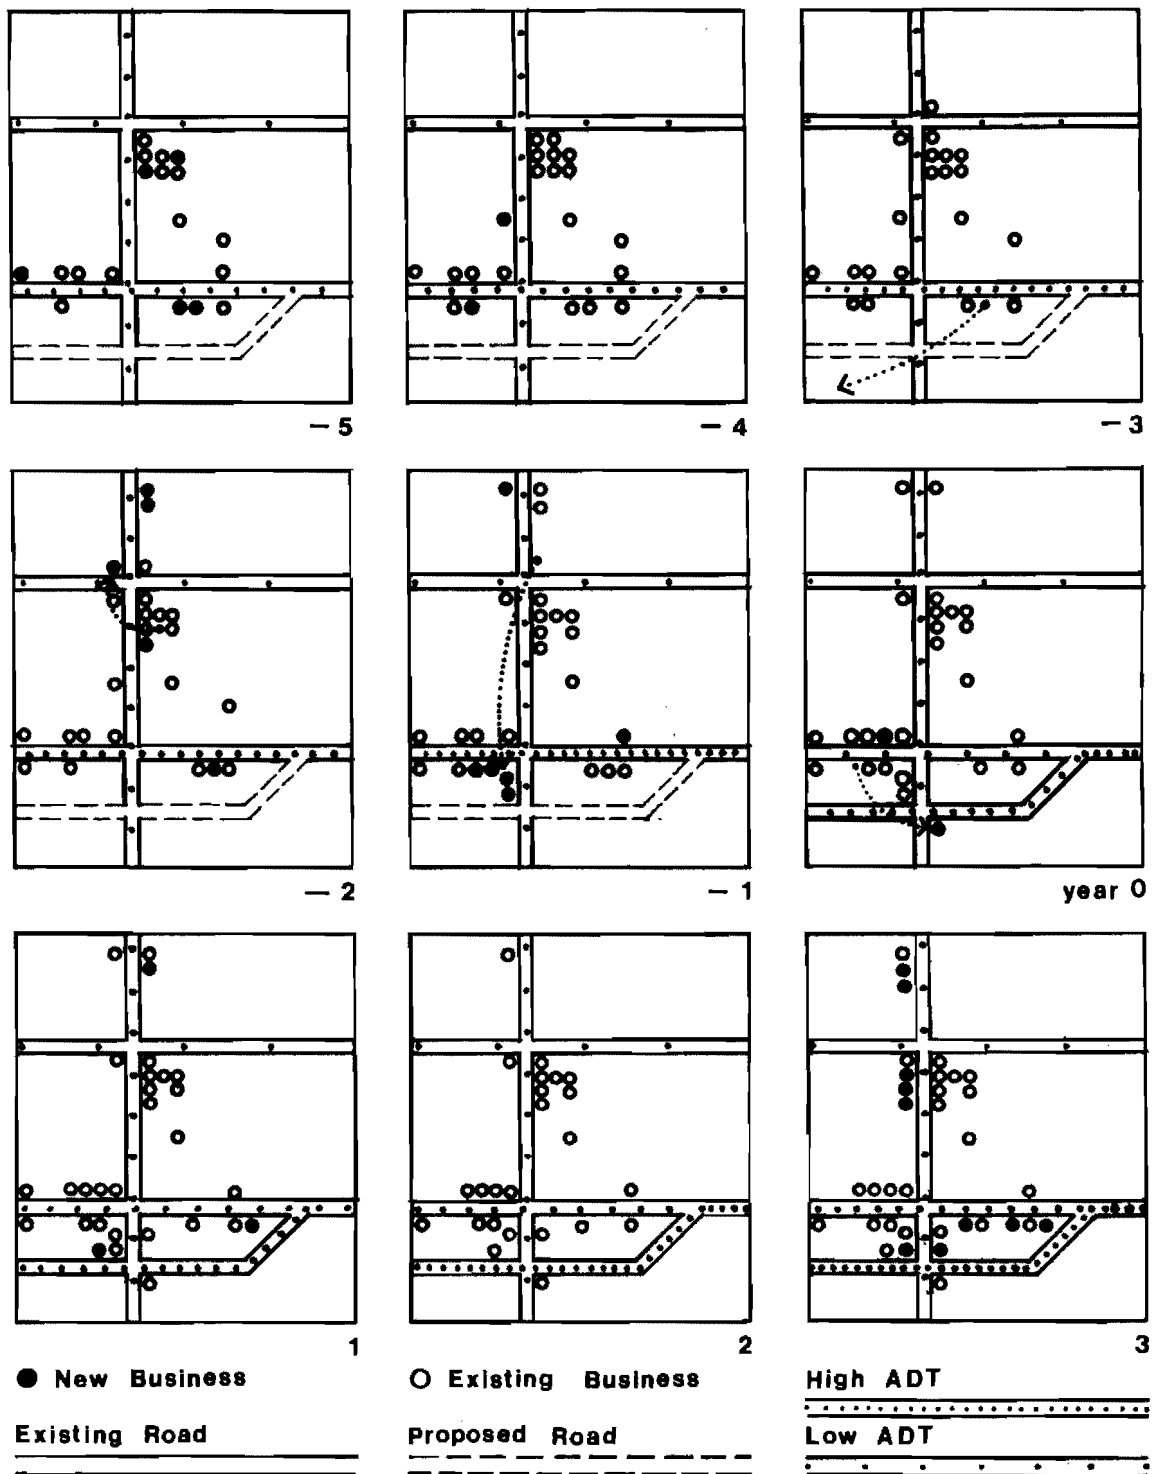 — 5
— 4
— 3
— 2
— 1
year 0
1
2
3
New Business
Existing Business
High ADT
Existing Road
Proposed Road
Low ADT